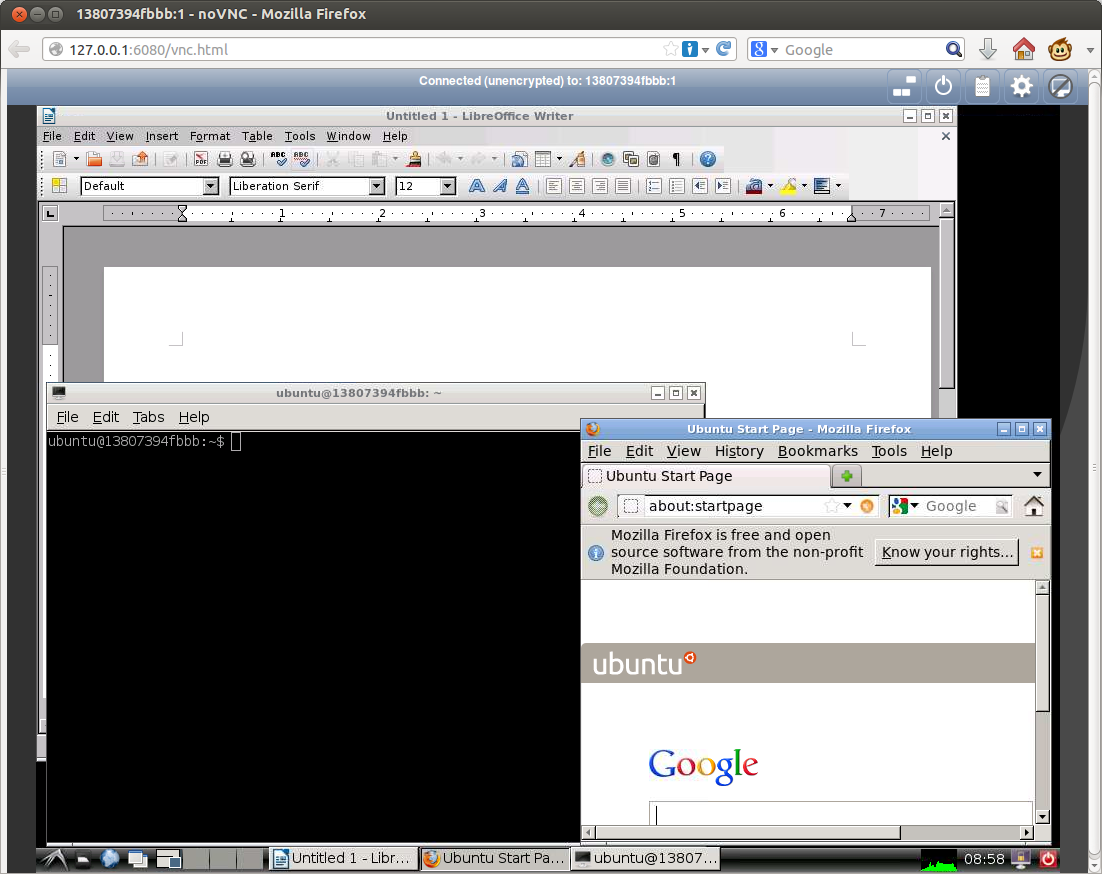 13807394fbbb:1 - noVNC - Mozilla Firefox
127.0.0.1:6080/vnc.html
Google
Connected (unencrypted) to: 13807394fbbb:1
Untitled 1 - LibreOffice Writer
File Edit View Insert Format Table Tools Window Help
Default Liberation Serif 12
1 2 3 4 5 6 7
ubuntu@13807394fbbb: ~
File Edit Tabs Help
ubuntu@13807394fbbb:~$
Ubuntu Start Page - Mozilla Firefox
File Edit View History Bookmarks Tools Help
Ubuntu Start Page
about:startpage
Google
Mozilla Firefox is free and open
source software from the non-profit
Mozilla Foundation.
Know your rights...
ubuntu
Google
Untitled 1 - Libr... Ubuntu Start Pa... ubuntu@13807... 08:58